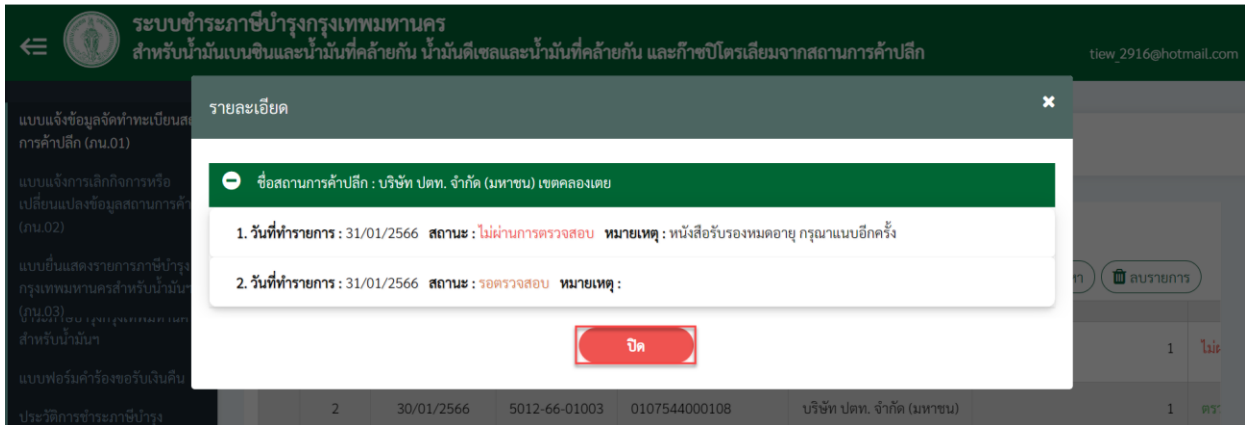 ระบบชำระภาษีบำรุงกรุงเทพมหานคร
สำหรับน้ำมันเบนซินและน้ำมันที่คล้ายกัน น้ำมันดีเซลและน้ำมันที่คล้ายกัน และก๊าซปิโตรเลียมจากสถานการค้าปลีก
tiew_2916@hotmail.com
รายละเอียด
แบบแจ้งข้อมูลจัดทำทะเบียน
การค้าปลีก (ภน.01)
แบบแจ้งการเลิกกิจการหรือ
เปลี่ยนแปลงข้อมูลสถานการค้า
(ภน.02)
แบบยื่นแสดงรายการภาษีบำรุง
กรุงเทพมหานครสำหรับน้ำมันฯ
(ภน.03)
สำหรับน้ำมันฯ
แบบฟอร์มคำร้องขอรับเงินคืน
ประวัติการชำระภาษีบำรุง
ชื่อสถานการค้าปลีก : บริษัท ปตท. จำกัด (มหาชน) เขตคลองเตย
1. วันที่ทำรายการ : 31/01/2566 สถานะ : ไม่ผ่านการตรวจสอบ หมายเหตุ : หนังสือรับรองหมดอายุ กรุณาแนบอีกครั้ง
2. วันที่ทำรายการ : 31/01/2566 สถานะ : รอตรวจสอบ หมายเหตุ :
ปิด
ลบรายการ
1
2 30/01/2566 5012-66-01003 0107544000108 บริษัท ปตท. จำกัด (มหาชน) 1